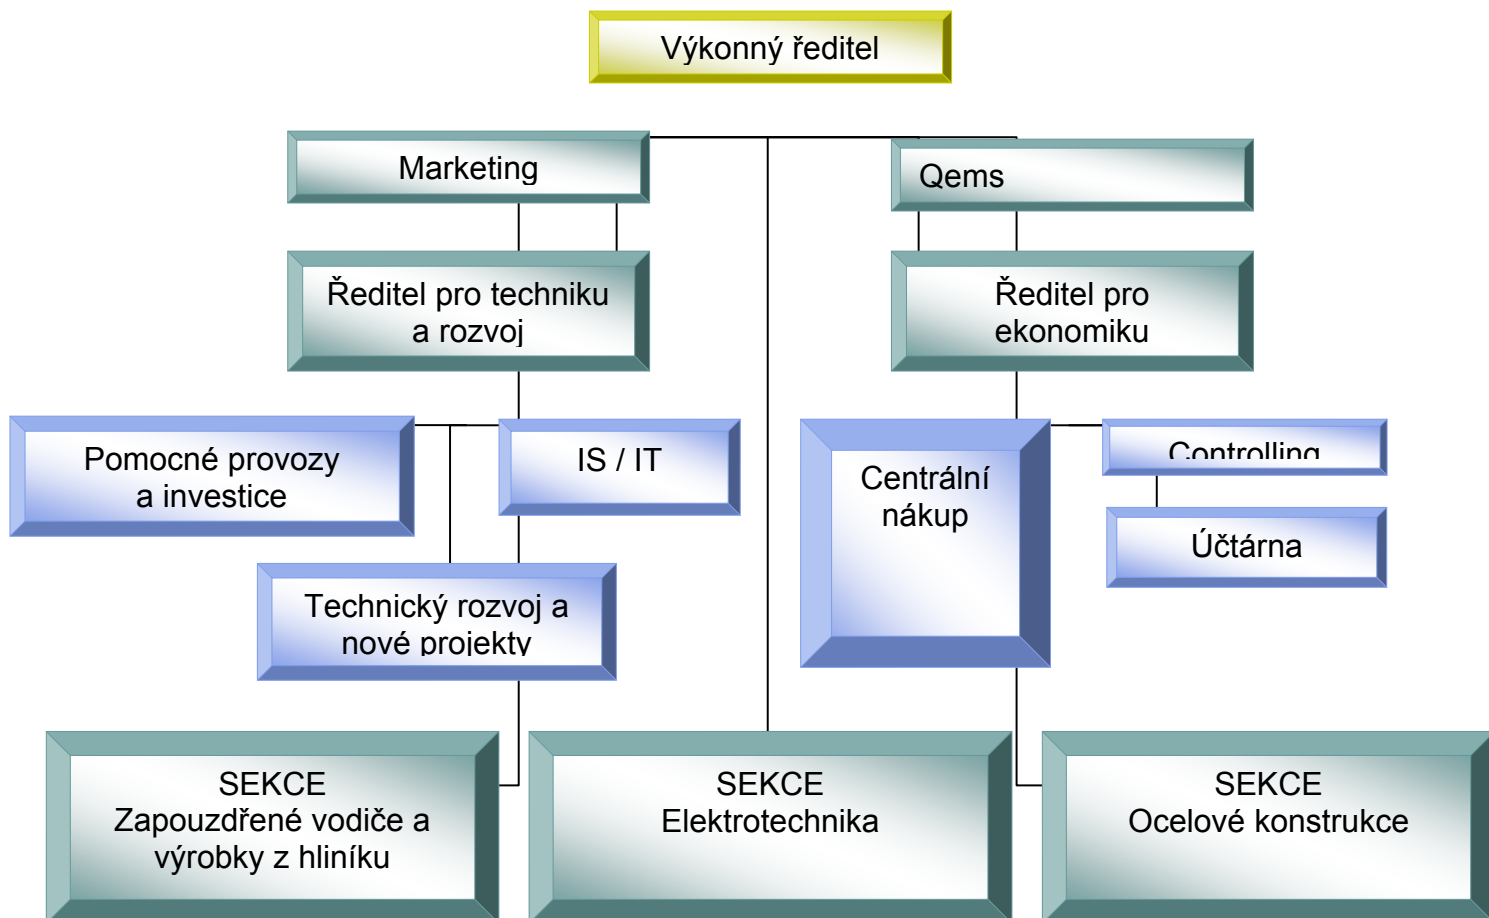 Výkonný ředitel
Marketing
Qems
Ředitel pro techniku
a rozvoj
Ředitel pro
ekonomiku
Pomocné provozy
a investice
IS / IT
Centrální
nákup
Controlling
Účtárna
Technický rozvoj a
nové projekty
SEKCE
Zapouzdřené vodiče a
výrobky z hliníku
SEKCE
Elektrotechnika
SEKCE
Ocelové konstrukce